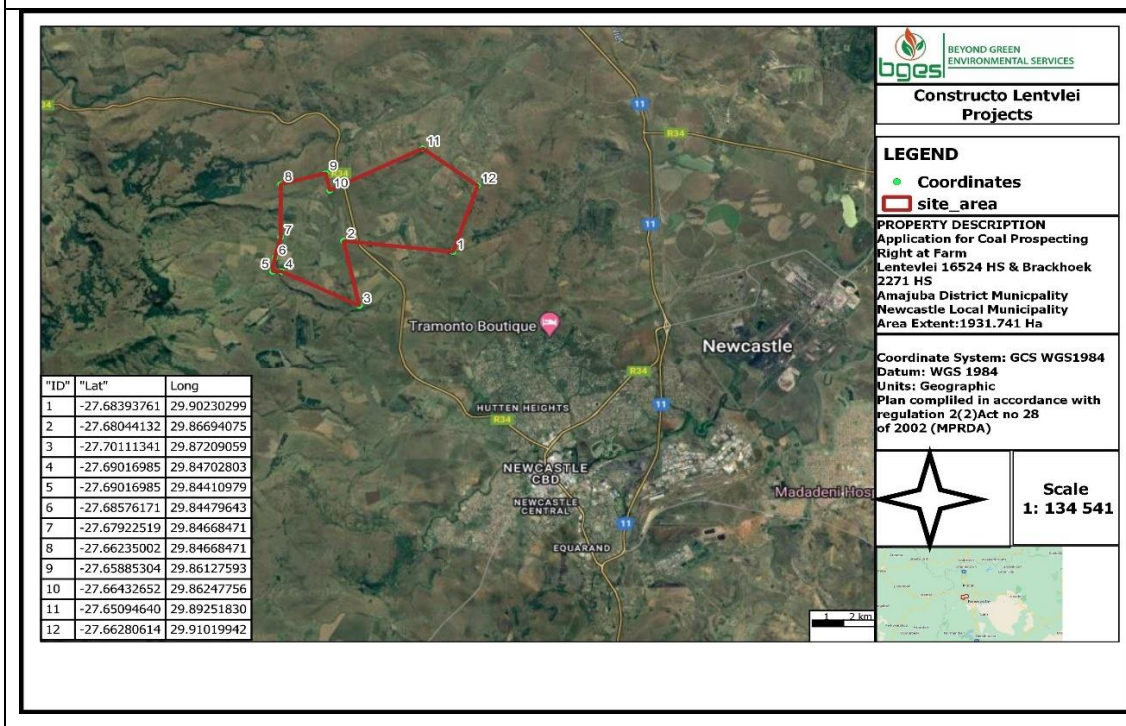 bges
BEYOND GREEN
ENVIRONMENTAL SERVICES
Constructo Lentvlei
Projects
LEGEND
Coordinates
site_area
PROPERTY DESCRIPTION
Application for Coal Prospecting
Right at Farm
Lentevlei 16524 HS & Brackhoek
2271 HS
Amajuba District Municpality
Newcastle Local Municipality
Area Extent:1931.741 Ha
Coordinate System: GCS WGS1984
Datum: WGS 1984
Units: Geographic
Plan complited in accordance with
regulation 2(2)Act no 28
of 2002 (MPRDA)
Scale
1: 134 541
34
11
R34
11
9
R34
10
8
12
11
7
2
1
6
5
4
3
Tramonto Boutique
Newcastle
R34
HUTTEN HEIGHTS
11
R34
NEWCASTLE
CBD
Madadeni Hosp
NEWCASTLE
CENTRAL
11
EQUARAND
1 2 km
"ID" "Lat" Long
1 -27.68393761 29.90230299
2 -27.68044132 29.86694075
3 -27.70111341 29.87209059
4 -27.69016985 29.84702803
5 -27.69016985 29.84410979
6 -27.68576171 29.84479643
7 -27.67922519 29.84668471
8 -27.66235002 29.84668471
9 -27.65885304 29.86127593
10 -27.66432652 29.86247756
11 -27.65094640 29.89251830
12 -27.66280614 29.91019942